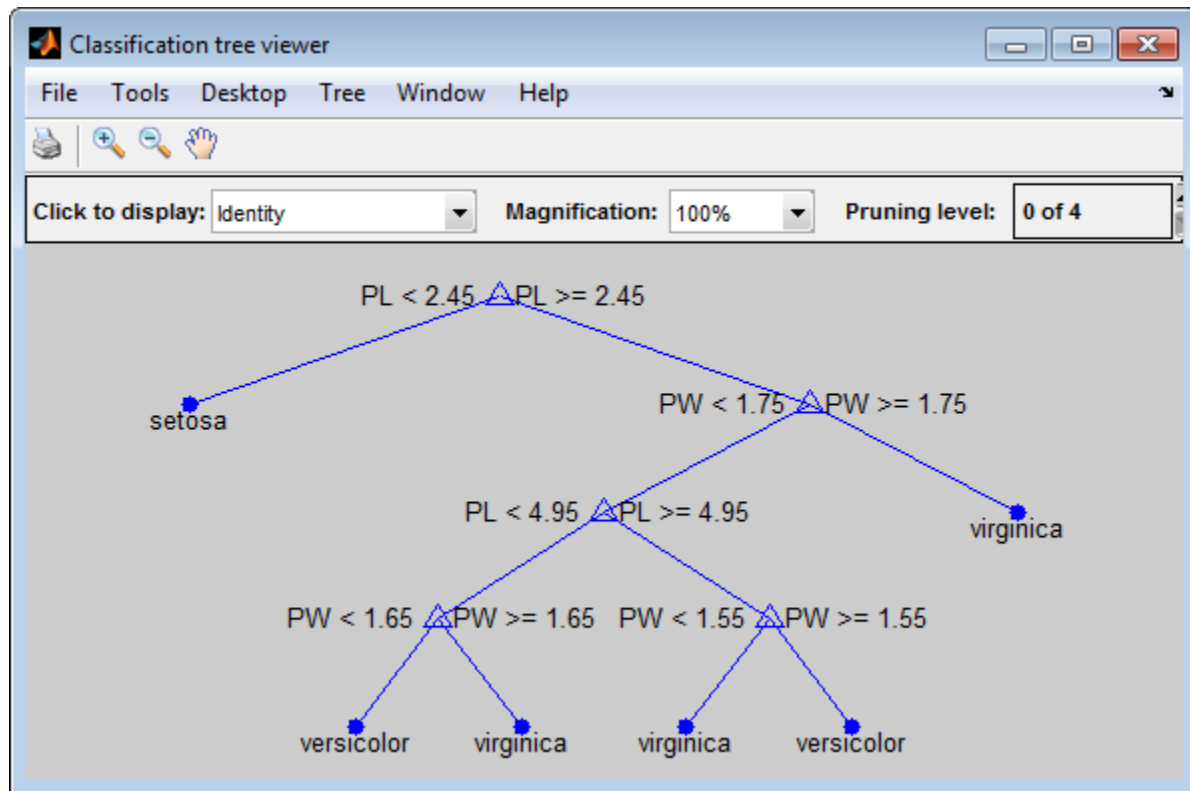 Classification tree viewer
File Tools Desktop Tree Window Help
Click to display: Identity Magnification: 100% Pruning level: 0 of 4
PL < 2.45 PL >= 2.45
setosa
PW < 1.75 PW >= 1.75
PL < 4.95 PL >= 4.95
virginica
PW < 1.65 PW >= 1.65 PW < 1.55 PW >= 1.55
versicolor virginica virginica versicolor